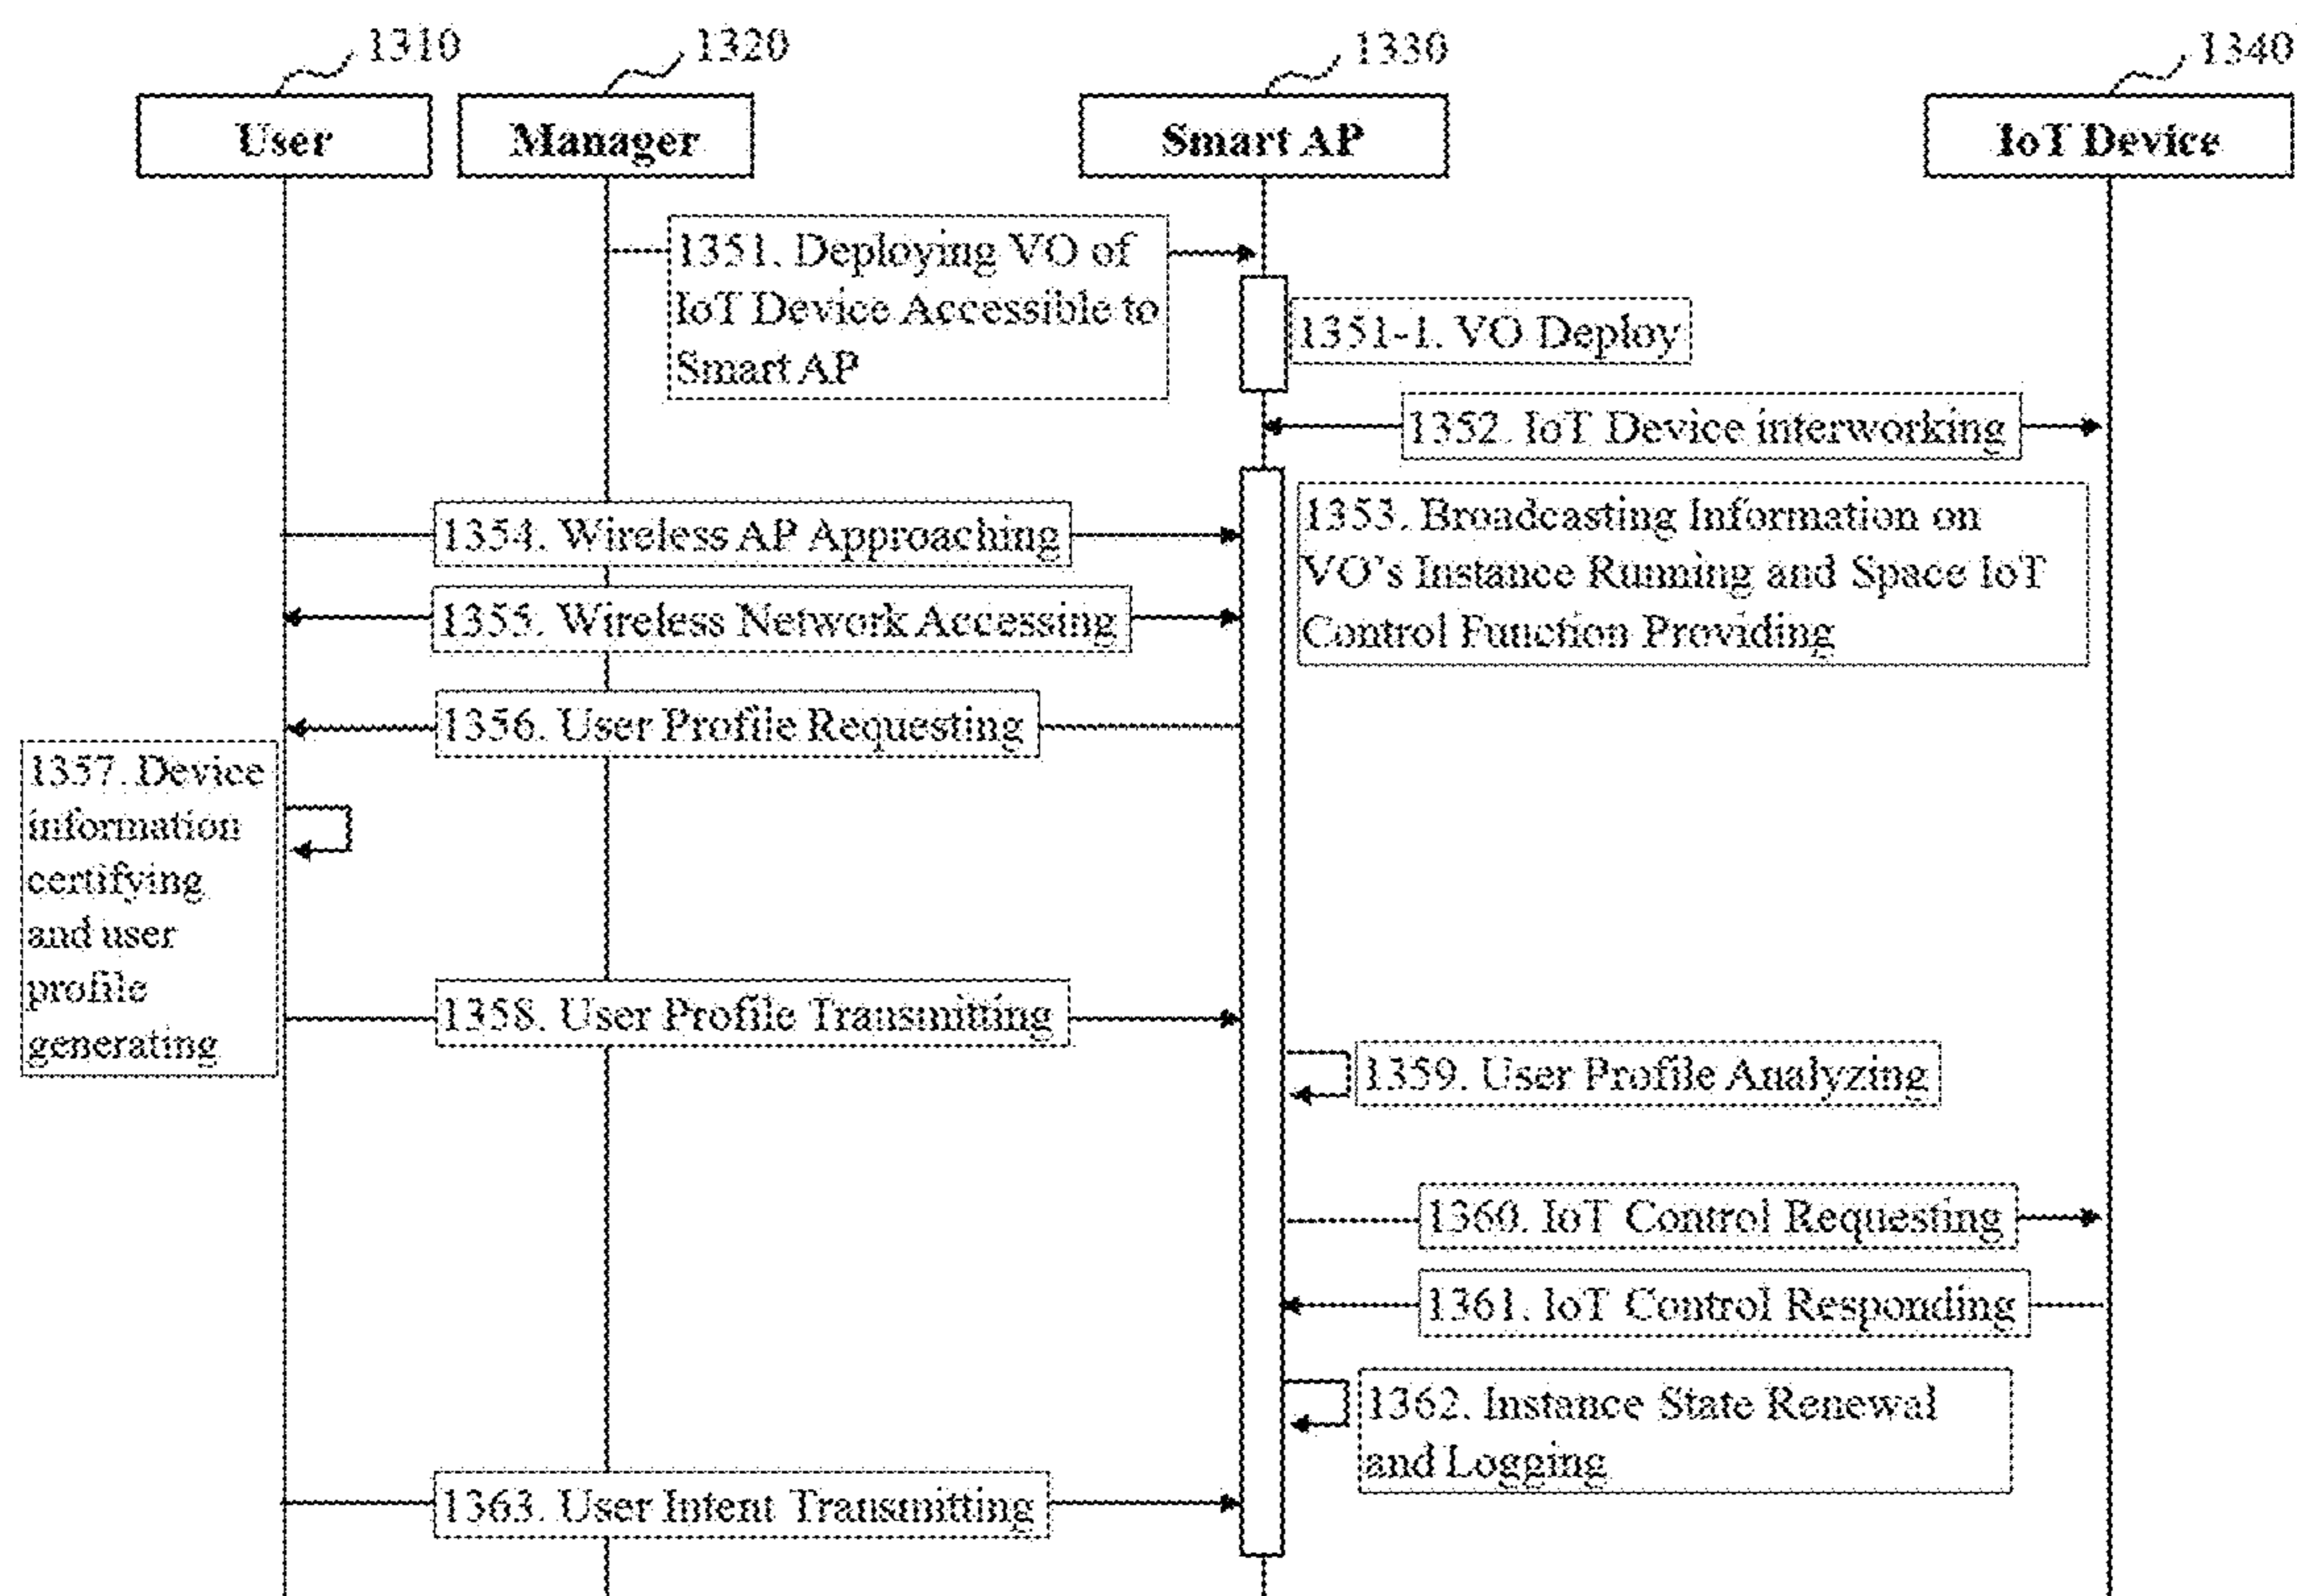 1310
1320
1330
1340
User
Manager
Smart AP
IoT Device
1351. Deploying VO of
IoT Device Accessible to
Smart AP
1351-1. VO Deploy
1352. IoT Device interworking
1353. Broadcasting Information on
VO's Instance Running and Space IoT
Control Function Providing
1354. Wireless AP Approaching
1355. Wireless Network Accessing
1356. User Profile Requesting
1357. Device
information
certifying
and user
profile
generating
1358. User Profile Transmitting
1359. User Profile Analyzing
1360. IoT Control Requesting
1361. IoT Control Responding
1362. Instance State Renewal
and Logging
1363. User Intent Transmitting